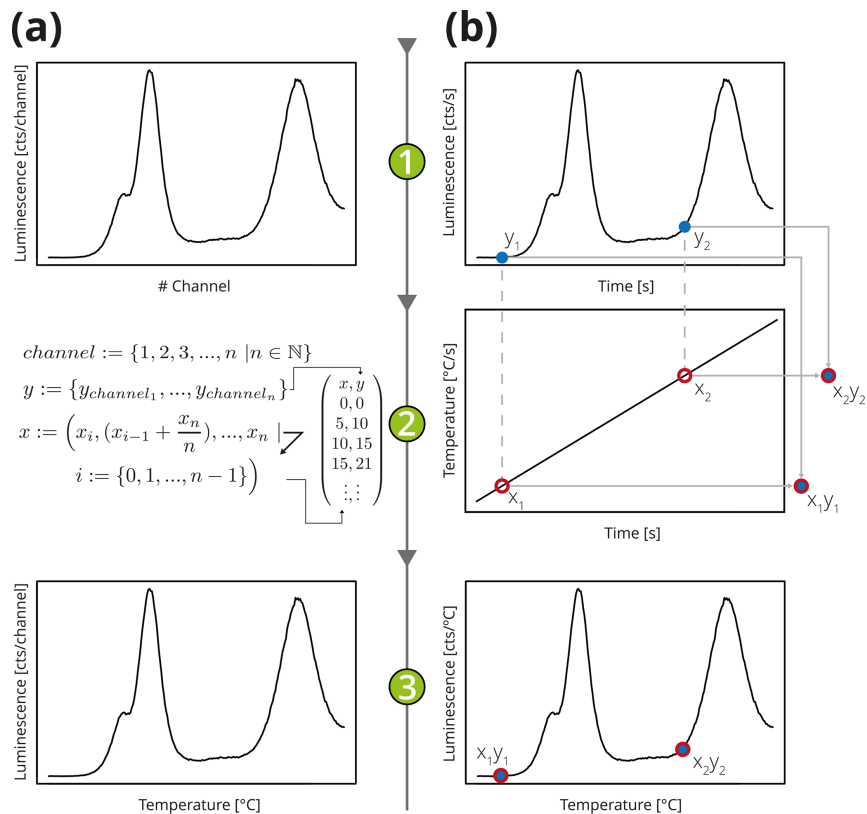 (a)
Luminescence [cts/channel]
# Channel
1
(b)
Luminescence [cts/s]
y₁
y₂
Time [s]
channel := {1, 2, 3, ..., n |n ∈ ℕ}
y := {y_channel₁, ..., y_channelₙ}
x := (xᵢ, (xᵢ₋₁ + xₙ/n), ..., xₙ |
i := {0, 1, ..., n − 1})
x, y
0, 0
5, 10
10, 15
15, 21
⋮, ⋮
2
Temperature [°C/s]
x₂
x₁
x₂y₂
x₁y₁
Time [s]
Luminescence [cts/channel]
Temperature [°C]
3
Luminescence [cts/°C]
x₁y₁
x₂y₂
Temperature [°C]